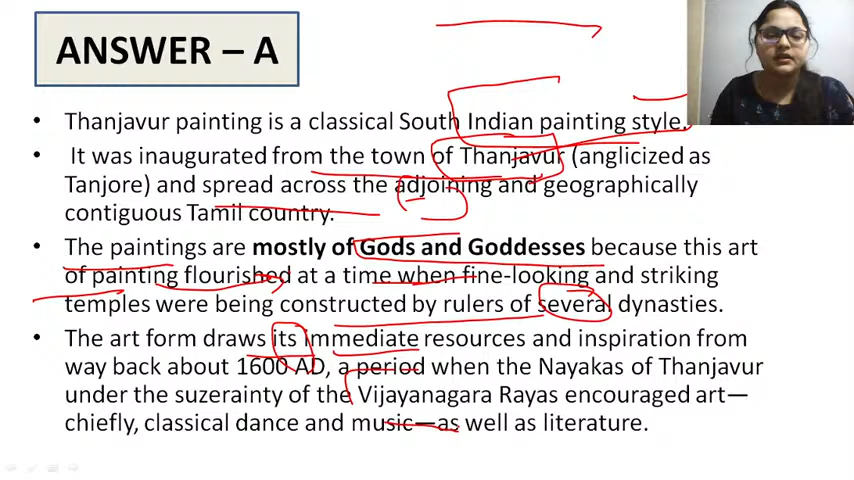 ANSWER – A
• Thanjavur painting is a classical South Indian painting style.
• It was inaugurated from the town of Thanjavur (anglicized as
Tanjore) and spread across the adjoining and geographically
contiguous Tamil country.
• The paintings are mostly of Gods and Goddesses because this art
of painting flourished at a time when fine-looking and striking
temples were being constructed by rulers of several dynasties.
• The art form draws its immediate resources and inspiration from
way back about 1600 AD, a period when the Nayakas of Thanjavur
under the suzerainty of the Vijayanagara Rayas encouraged art—
chiefly, classical dance and music—as well as literature.